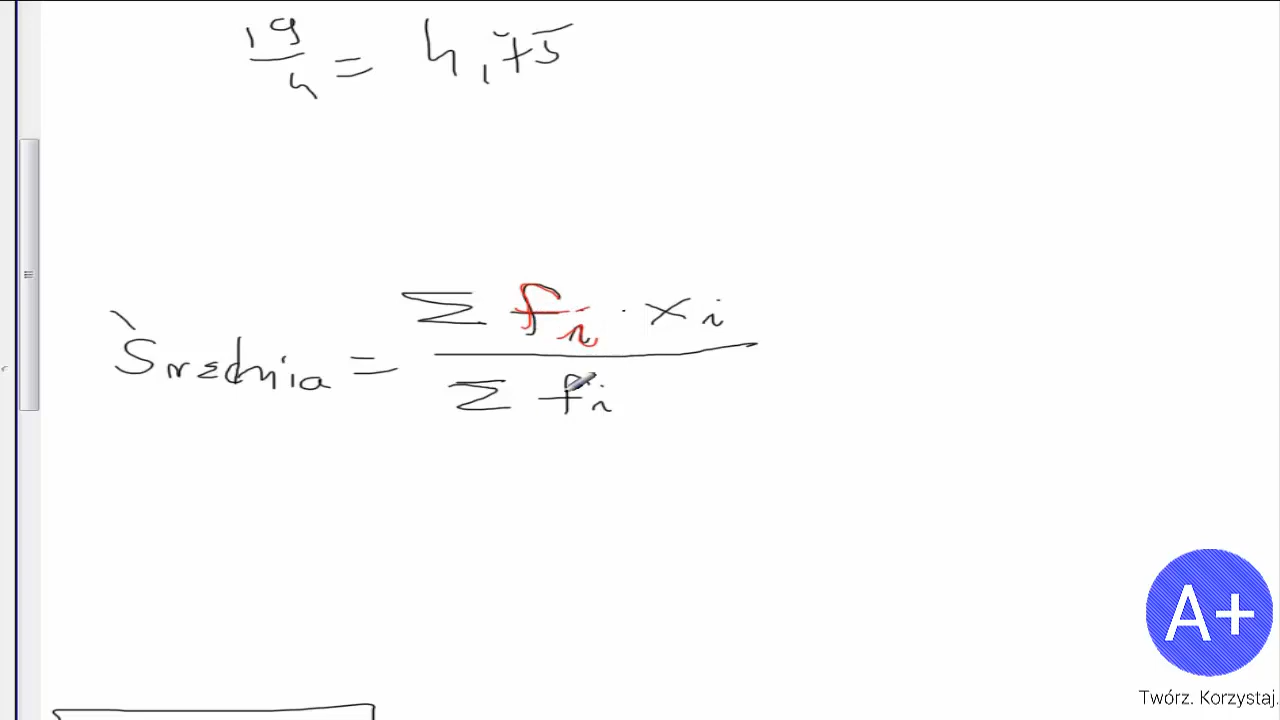 19/4 = 4,75
Średnia = Σ fi · xi / Σ fi
A+
Twórz. Korzystaj.